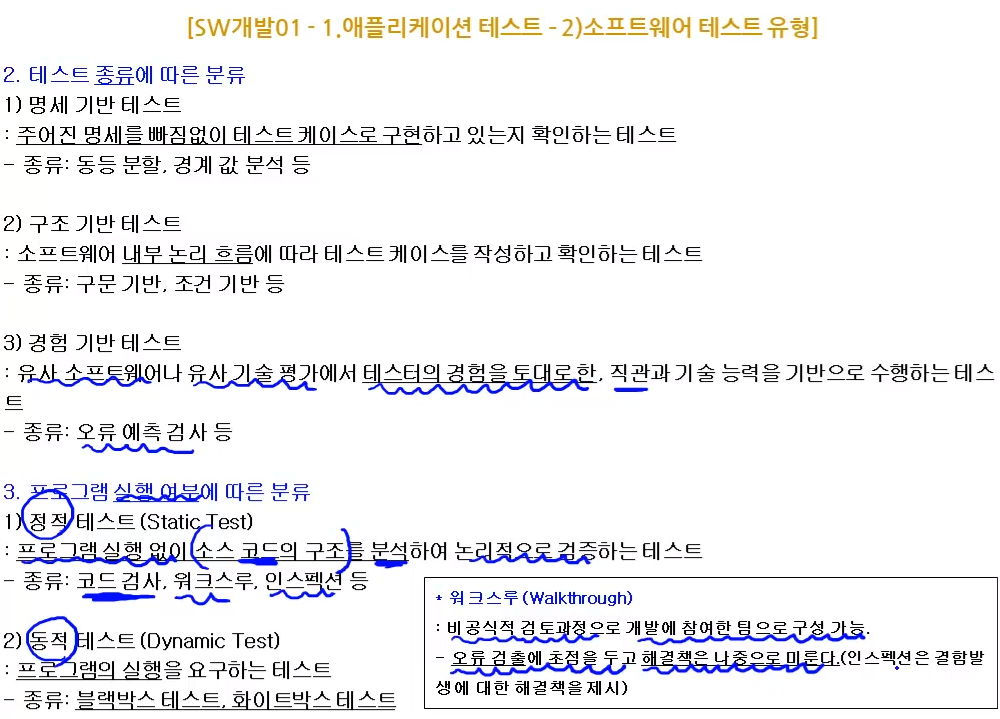 [SW개발01 - 1.애플리케이션 테스트 - 2)소프트웨어 테스트 유형]
2. 테스트 종류에 따른 분류
1) 명세 기반 테스트
: 주어진 명세를 빠짐없이 테스트 케이스로 구현하고 있는지 확인하는 테스트
- 종류: 동등 분할, 경계 값 분석 등
2) 구조 기반 테스트
: 소프트웨어 내부 논리 흐름에 따라 테스트 케이스를 작성하고 확인하는 테스트
- 종류: 구문 기반, 조건 기반 등
3) 경험 기반 테스트
: 유사 소프트웨어나 유사 기술 평가에서 테스터의 경험을 토대로 한, 직관과 기술 능력을 기반으로 수행하는 테스
트
- 종류: 오류 예측 검사 등
3. 프로그램 실행 여부에 따른 분류
1) 정적 테스트(Static Test)
: 프로그램 실행 없이 소스 코드의 구조를 분석하여 논리적으로 검증하는 테스트
- 종류: 코드 검사, 워크스루, 인스펙션 등
2) 동적 테스트(Dynamic Test)
: 프로그램의 실행을 요구하는 테스트
- 종류: 블랙박스 테스트, 화이트박스 테스트
* 워크스루(Walkthrough)
: 비공식적 검토과정으로 개발에 참여한 팀으로 구성 가능.
- 오류 검출에 초점을 두고 해결책은 나중으로 미룬다.(인스펙션은 결함발
생에 대한 해결책을 제시)